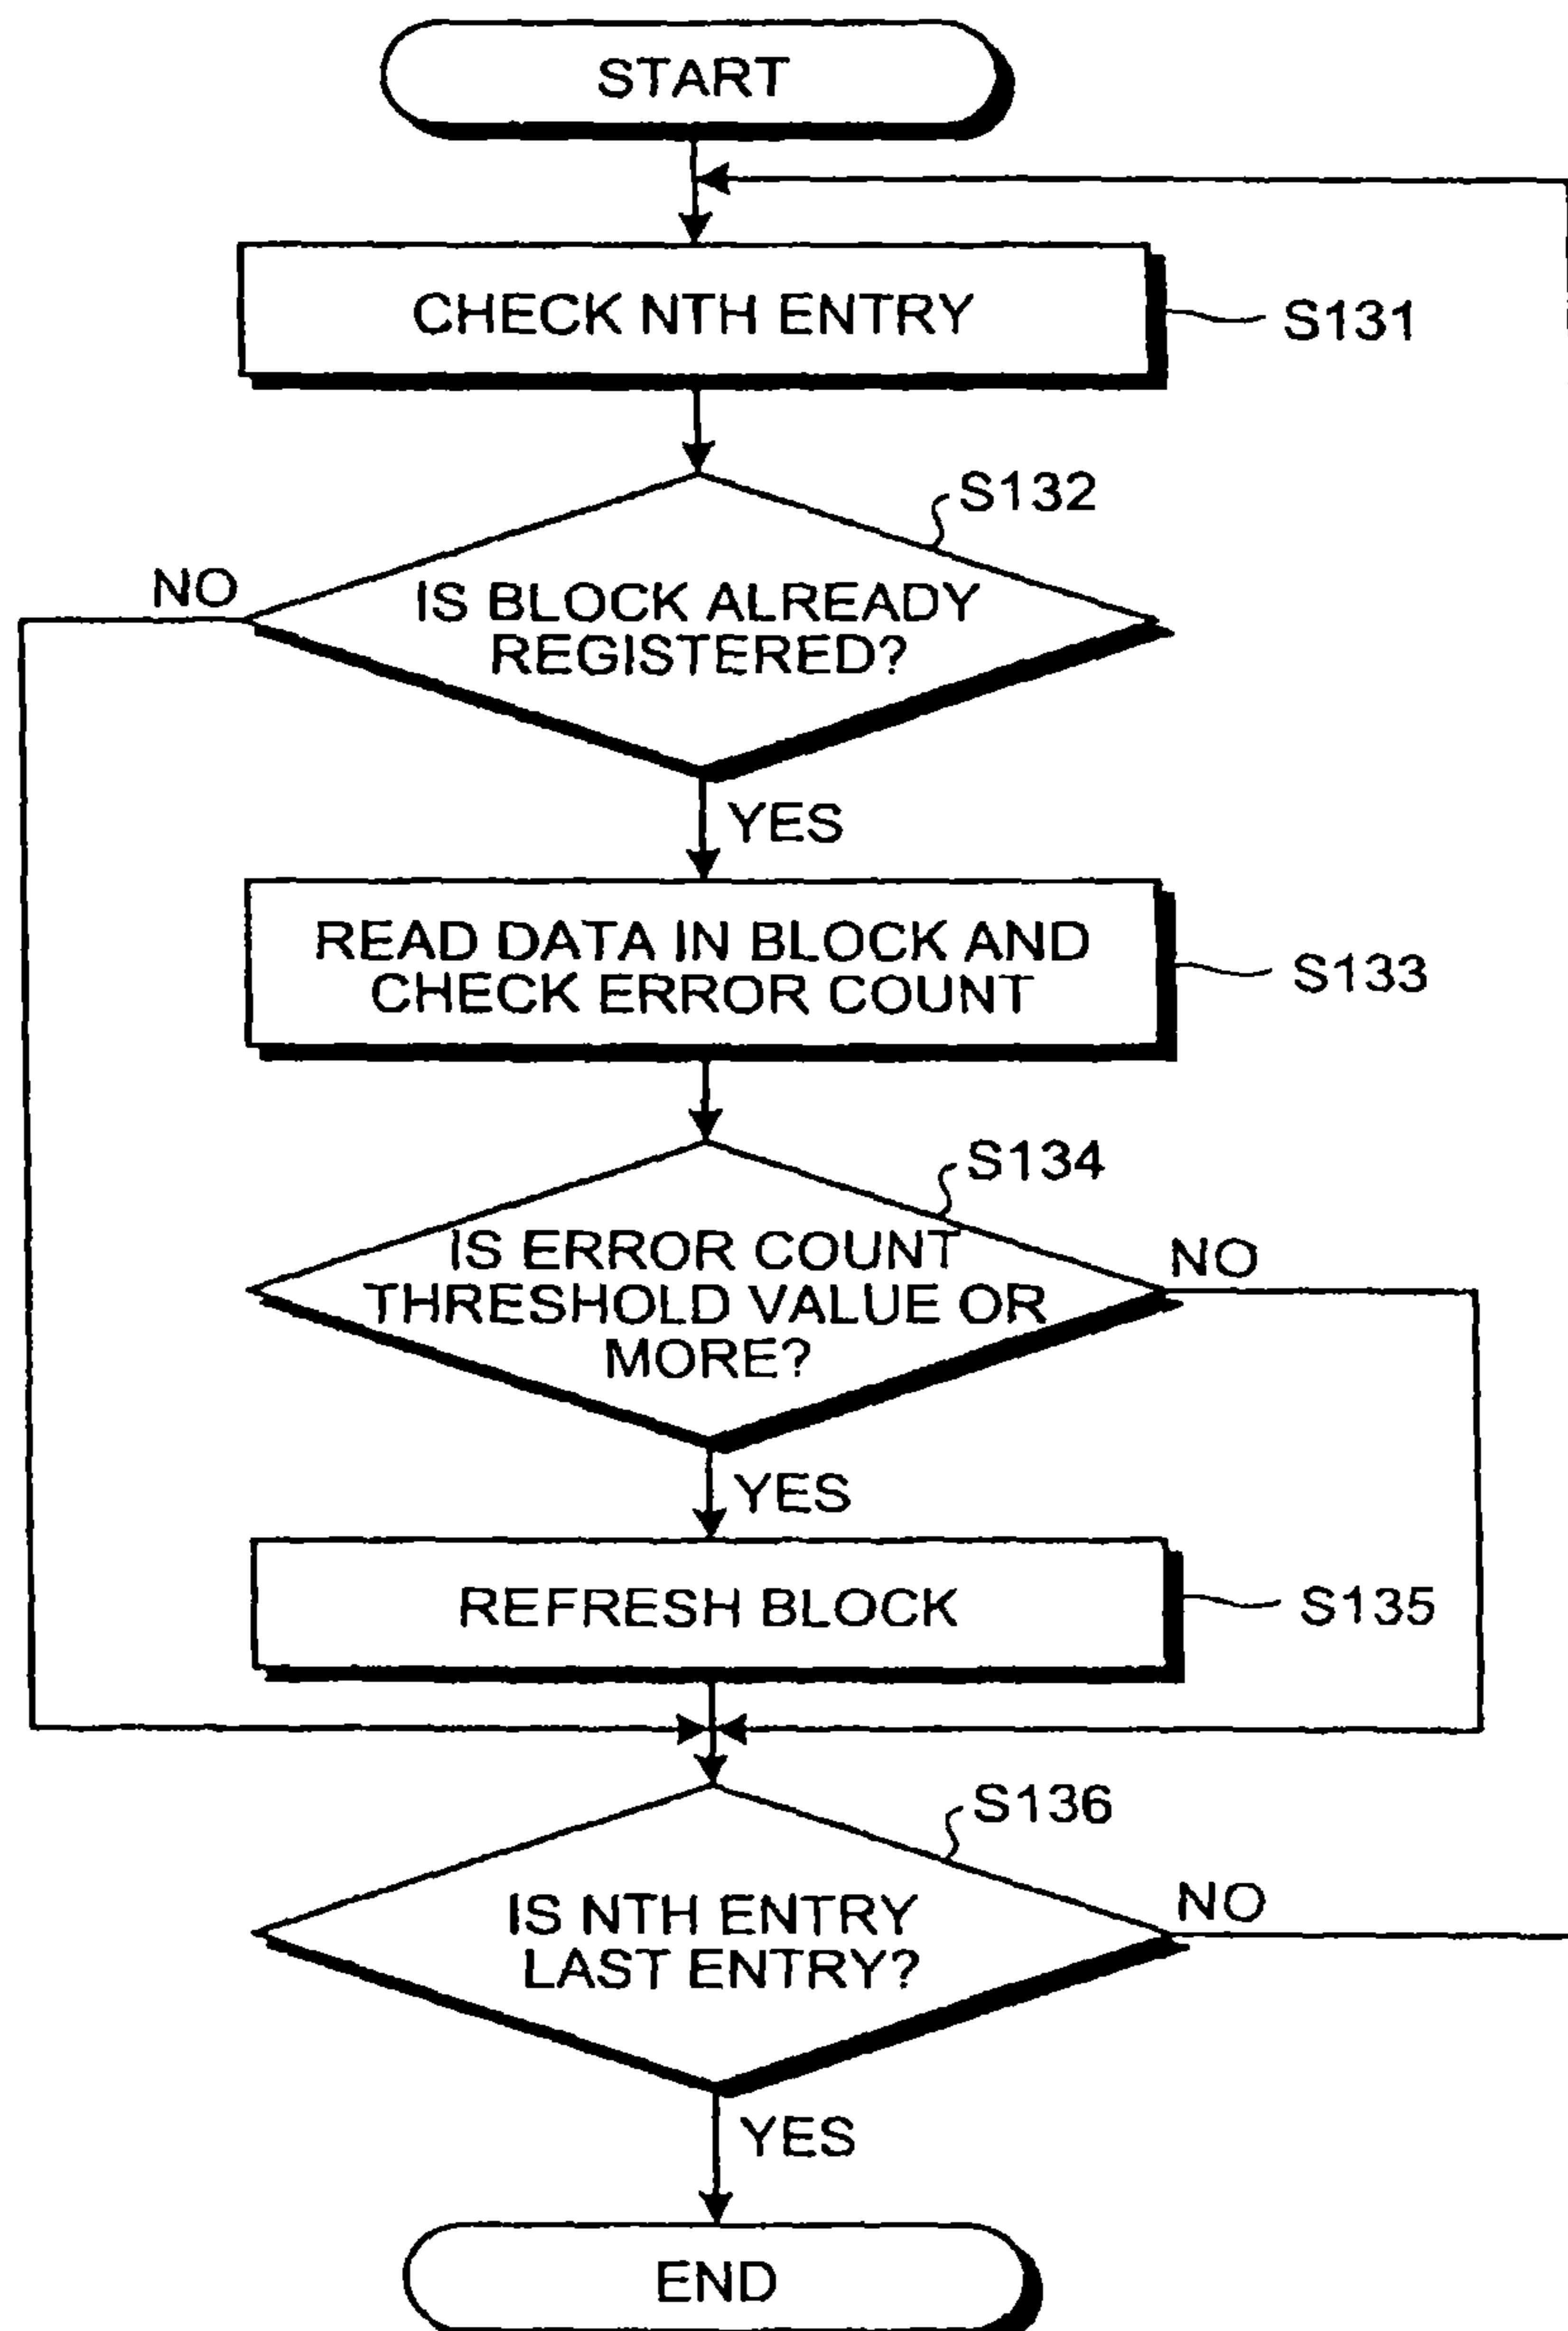 START
CHECK NTH ENTRY
S131
S132
NO
IS BLOCK ALREADY
REGISTERED?
YES
READ DATA IN BLOCK AND
CHECK ERROR COUNT
S133
S134
IS ERROR COUNT
THRESHOLD VALUE OR
MORE?
NO
YES
REFRESH BLOCK
S135
S136
IS NTH ENTRY
LAST ENTRY?
NO
YES
END